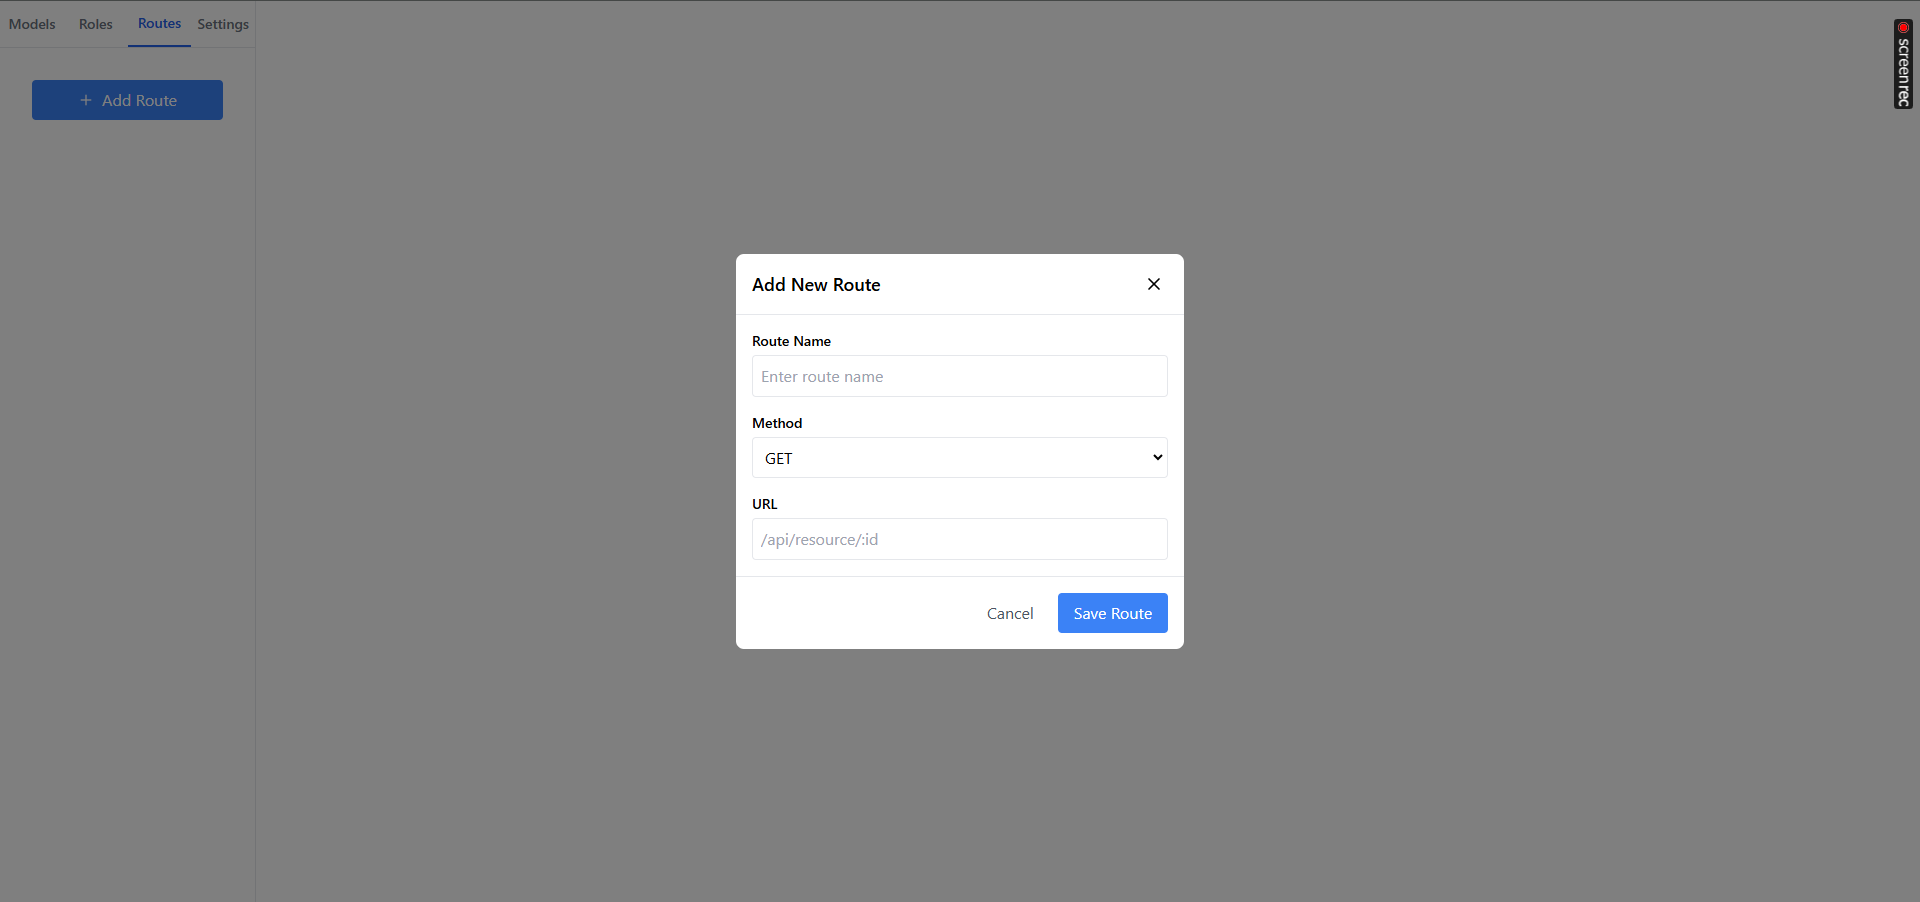 Models Roles Routes Settings
+ Add Route
screenrec
Add New Route
Route Name
Enter route name
Method
GET
URL
/api/resource/:id
Cancel Save Route